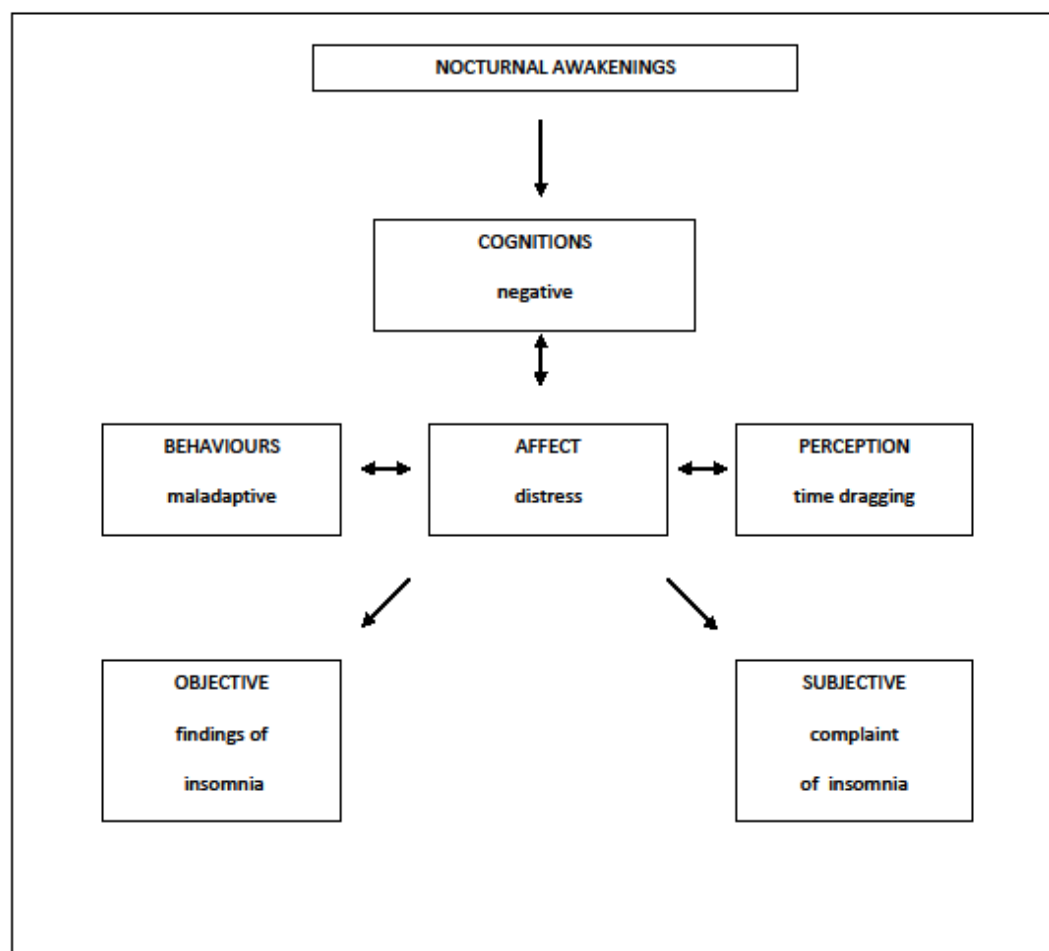 NOCTURNAL AWAKENINGS
COGNITIONS
negative
BEHAVIOURS
maladaptive
AFFECT
distress
PERCEPTION
time dragging
OBJECTIVE
findings of
insomnia
SUBJECTIVE
complaint
of insomnia